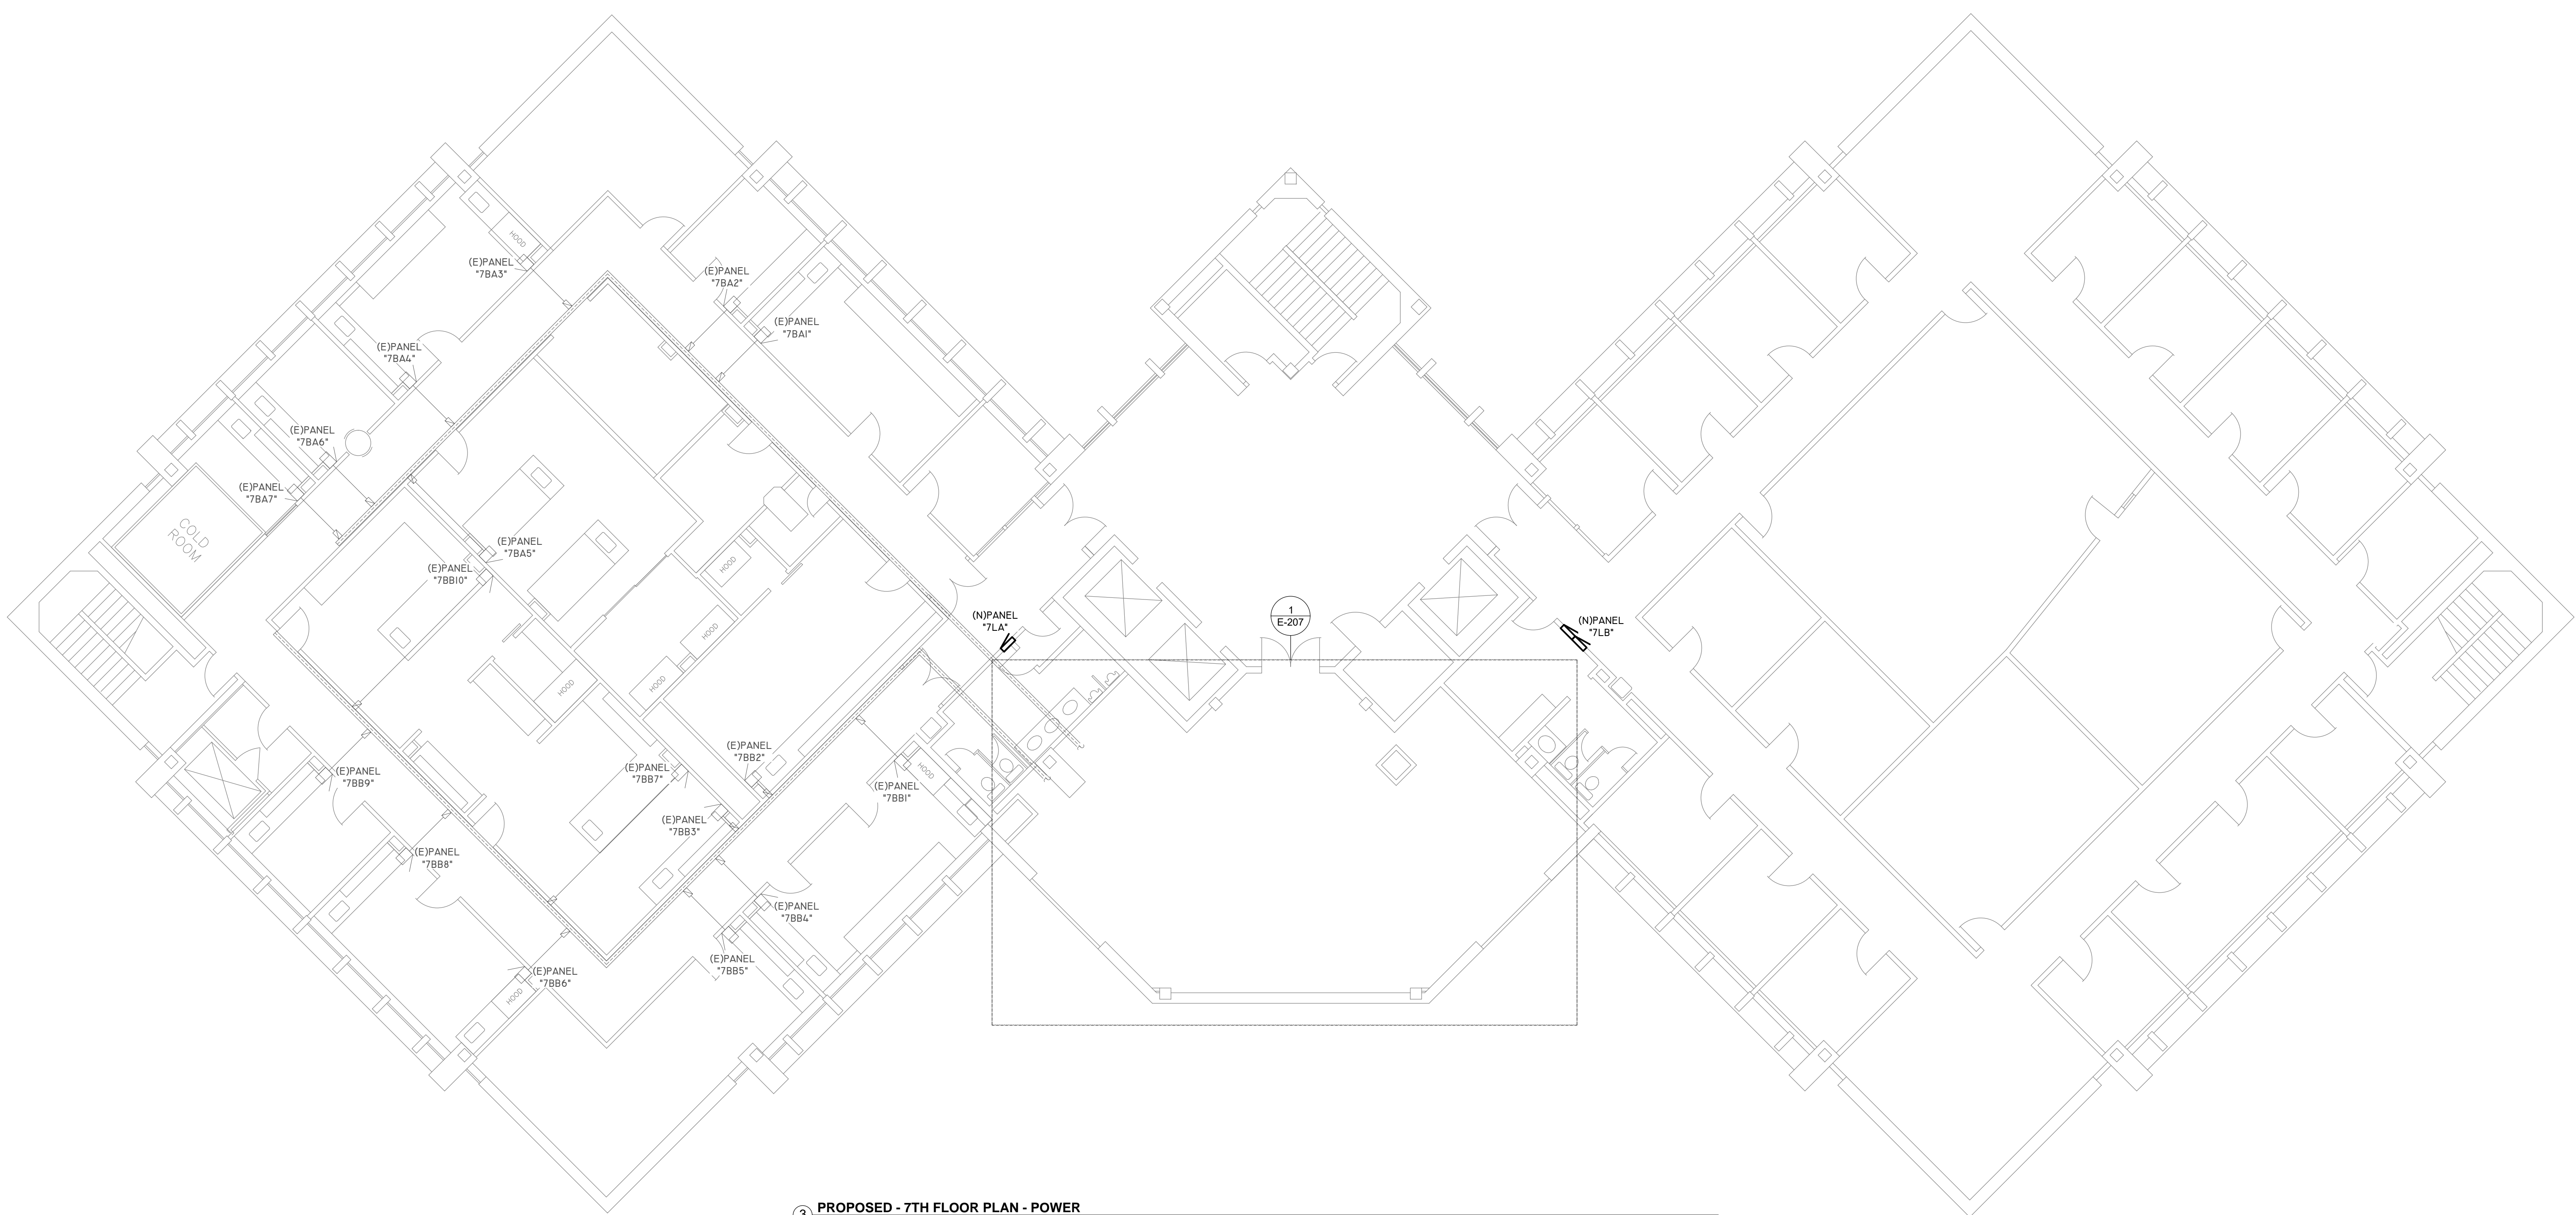 HOOD
(E)PANEL
"7BA3"
(E)PANEL
"7BA2"
(E)PANEL
"7BA1"
(E)PANEL
"7BA4"
(E)PANEL
"7BA6"
(E)PANEL
"7BA7"
COLD
ROOM
(E)PANEL
"7BA5"
(E)PANEL
"7BB10"
HOOD
HOOD
HOOD
HOOD
(N)PANEL
"7LA"
1
E-207
(N)PANEL
"7LB"
(E)PANEL
"7BB9"
(E)PANEL
"7BB7"
(E)PANEL
"7BB2"
HOOD
(E)PANEL
"7BB1"
(E)PANEL
"7BB3"
(E)PANEL
"7BB8"
(E)PANEL
"7BB4"
(E)PANEL
"7BB5"
(E)PANEL
"7BB6"
HOOD
3
PROPOSED - 7TH FLOOR PLAN - POWER